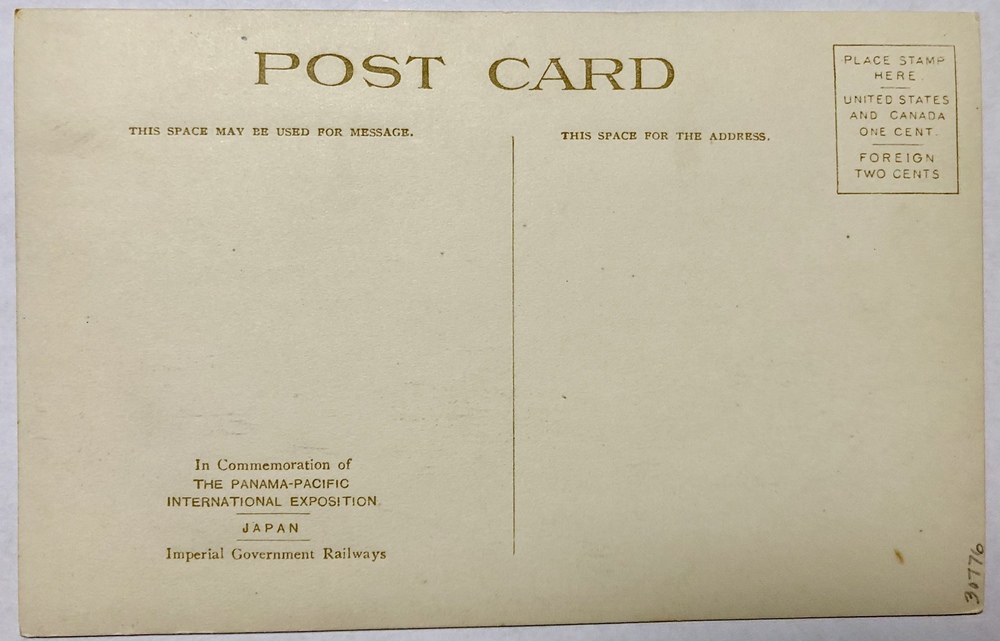 POST CARD
THIS SPACE MAY BE USED FOR MESSAGE.
THIS SPACE FOR THE ADDRESS.
PLACE STAMP
HERE
UNITED STATES
AND CANADA
ONE CENT.
FOREIGN
TWO CENTS
In Commemoration of
THE PANAMA-PACIFIC
INTERNATIONAL EXPOSITION.
JAPAN
Imperial Government Railways
30776